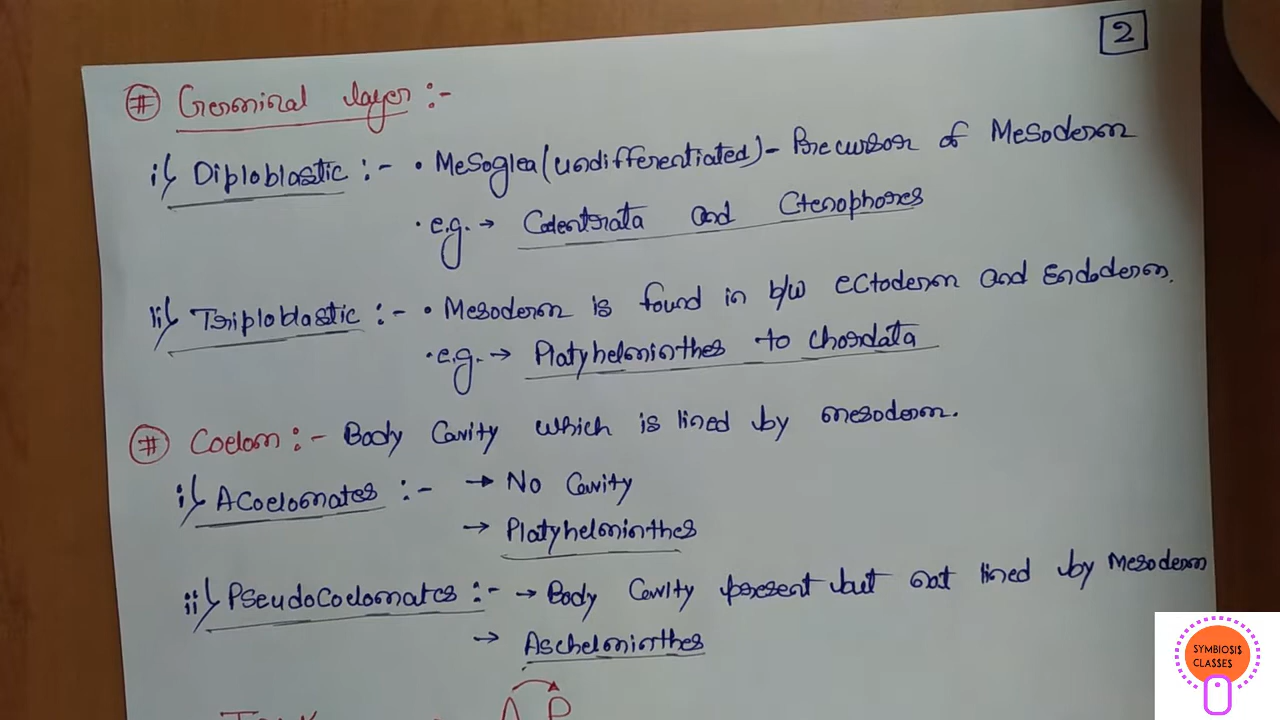 2
# Germinal layer :-
i) Diploblastic :- • Mesoglea (undifferentiated) - Precursor of Mesoderm
• e.g. → Coelentrata and Ctenophores
ii) Triploblastic :- • Mesoderm is found in b/w ectoderm and Endoderm.
• e.g. → Platyhelminthes to Chordata
# Coelom :- Body Cavity which is lined by mesoderm.
i) Acoelomates :- → No Cavity
→ Platyhelminthes
ii) Pseudocoelomates :- → Body Cavity present but not lined by Mesoderm
→ Aschelminthes
A P
SYMBIOSIS
CLASSES